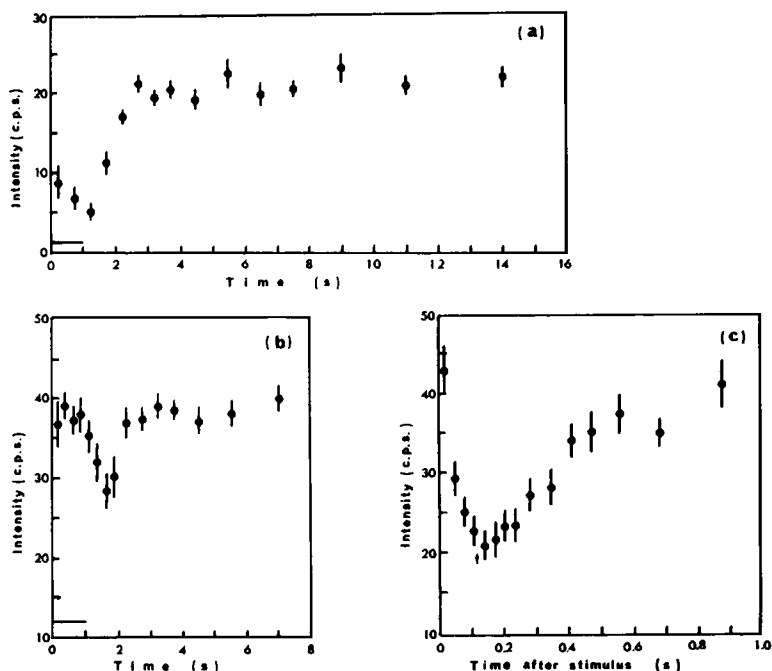 (a)
30
20
10
0
Intensity (c.p.s.)
0 2 4 6 8 10 12 14 16
Time (s)
(b)
50
40
30
20
10
Intensity (c.p.s.)
0 2 4 6 8
Time (s)
(c)
50
40
30
20
10
Intensity (c.p.s.)
0 0.2 0.4 0.6 0.8 1.0
Time after stimulus [s]